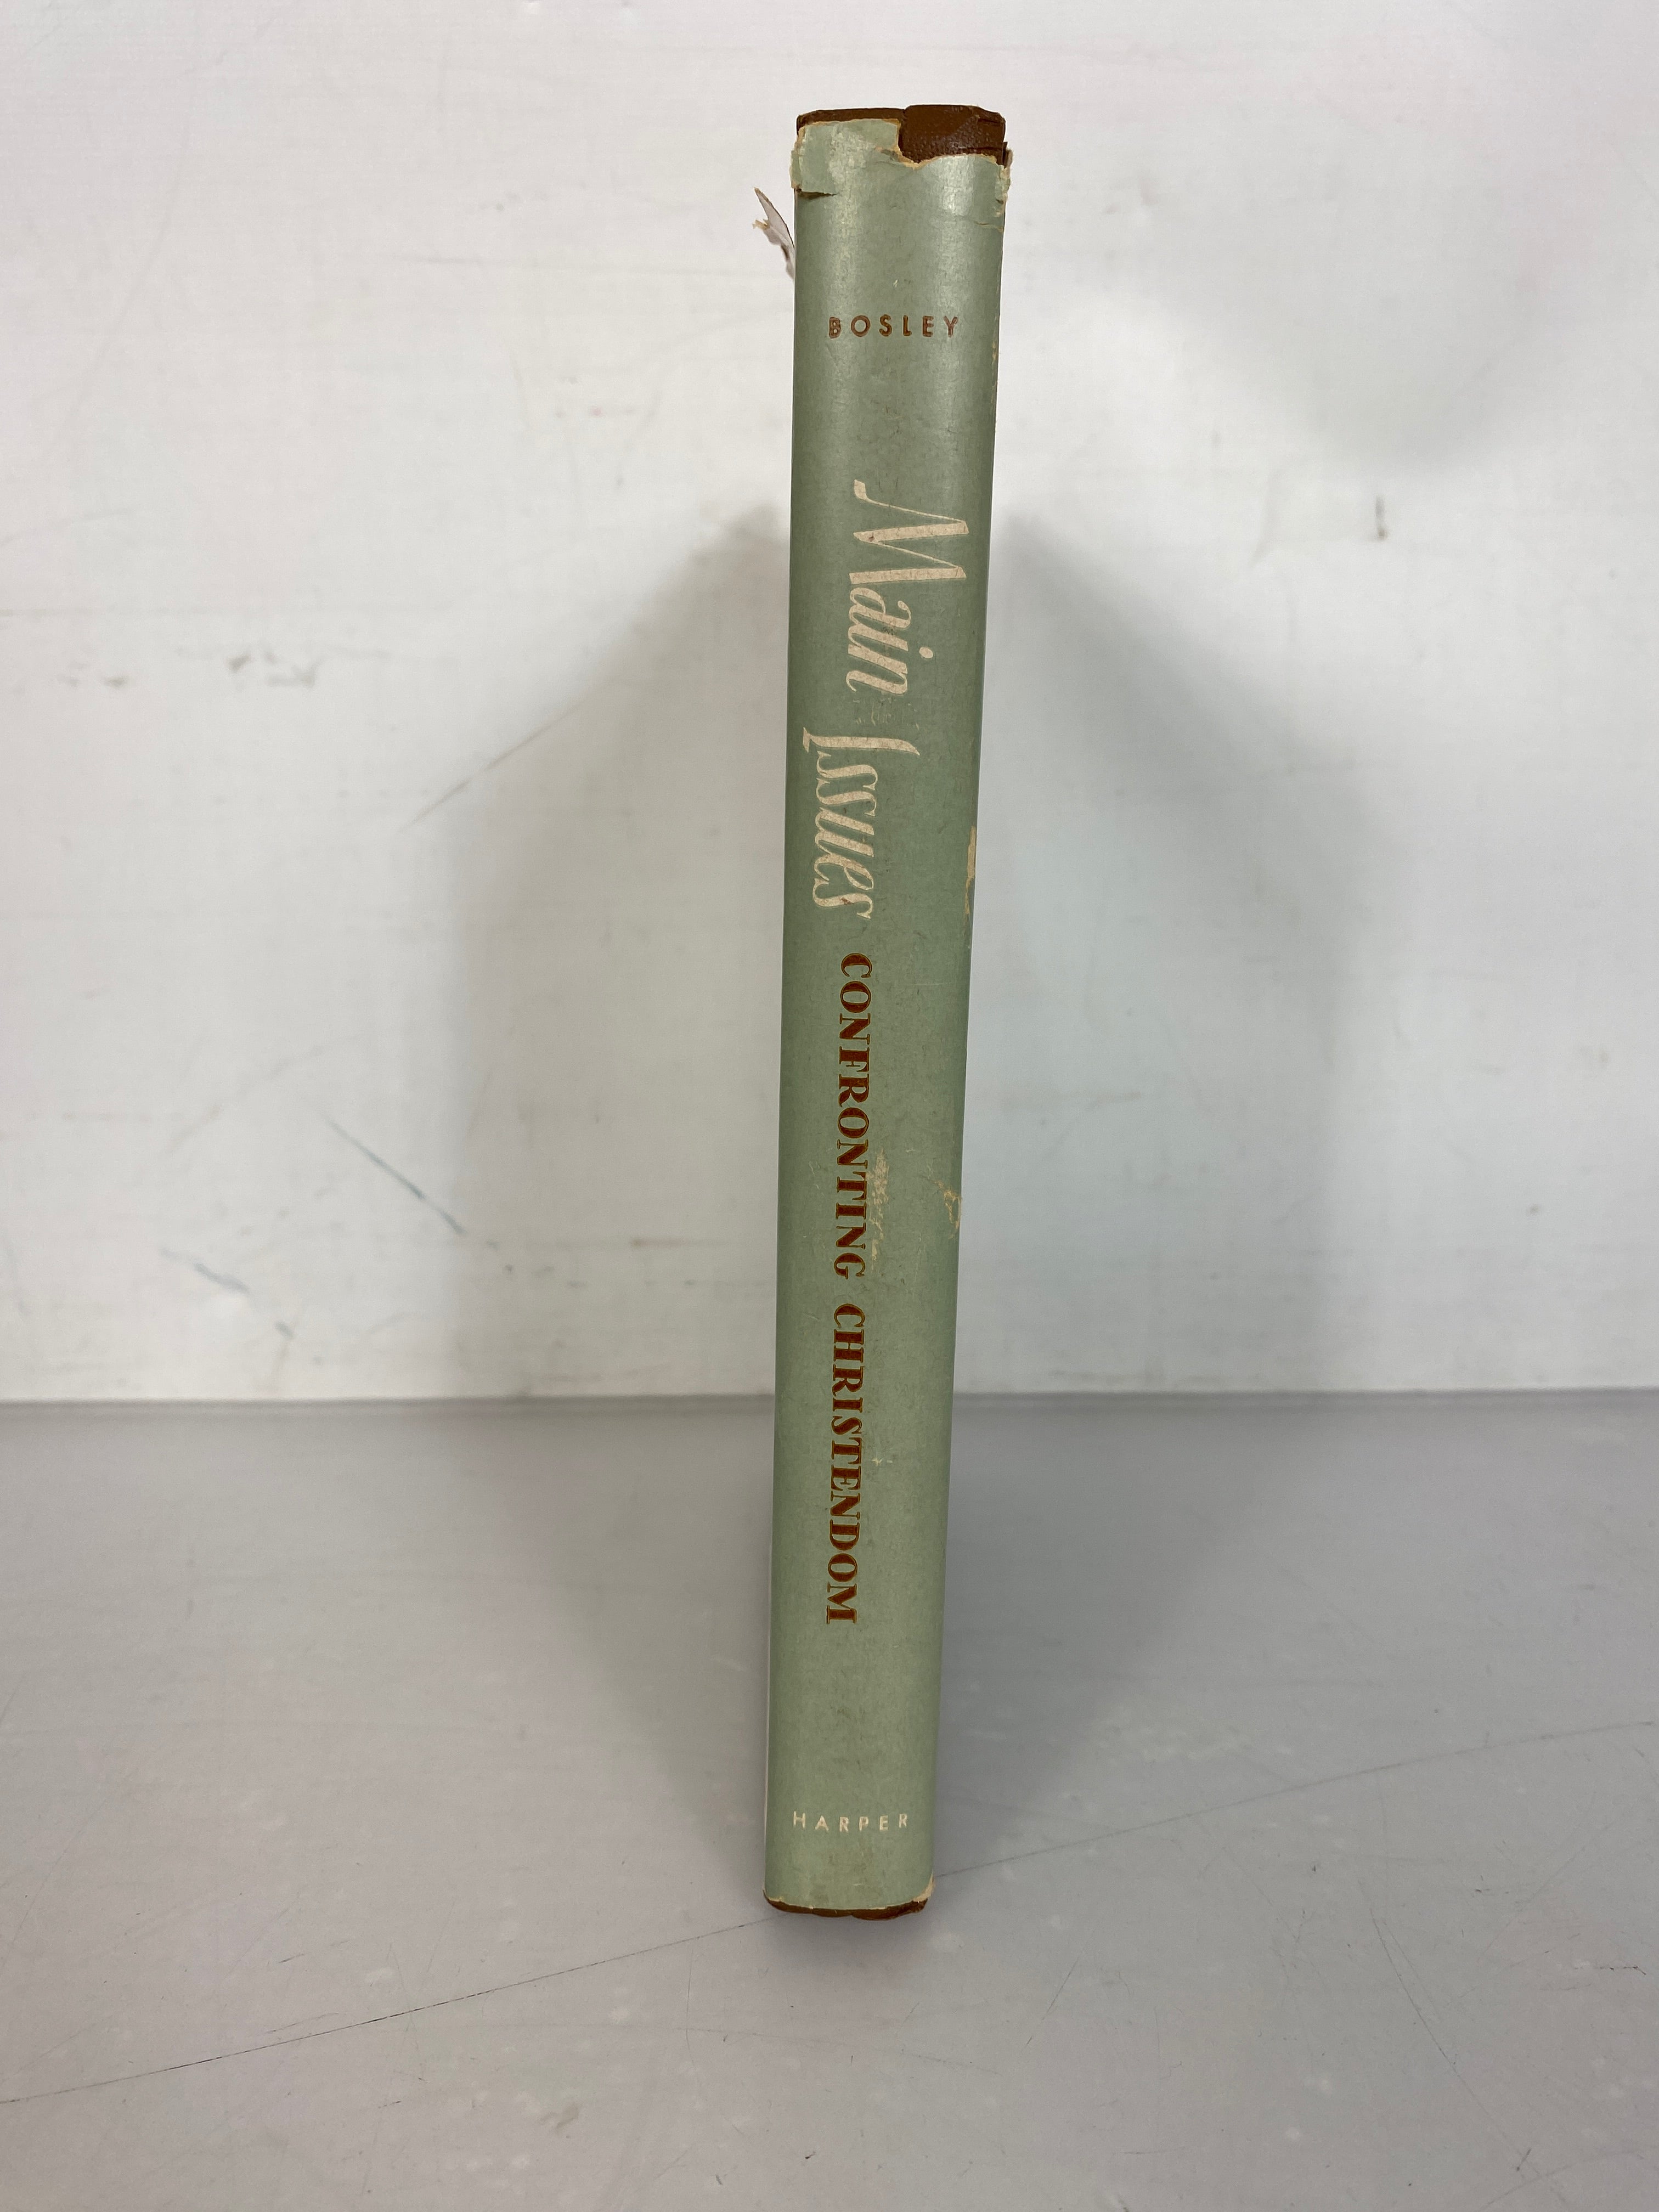 BOSLEY
Main Issues CONFRONTING CHRISTENDOM
HARPER